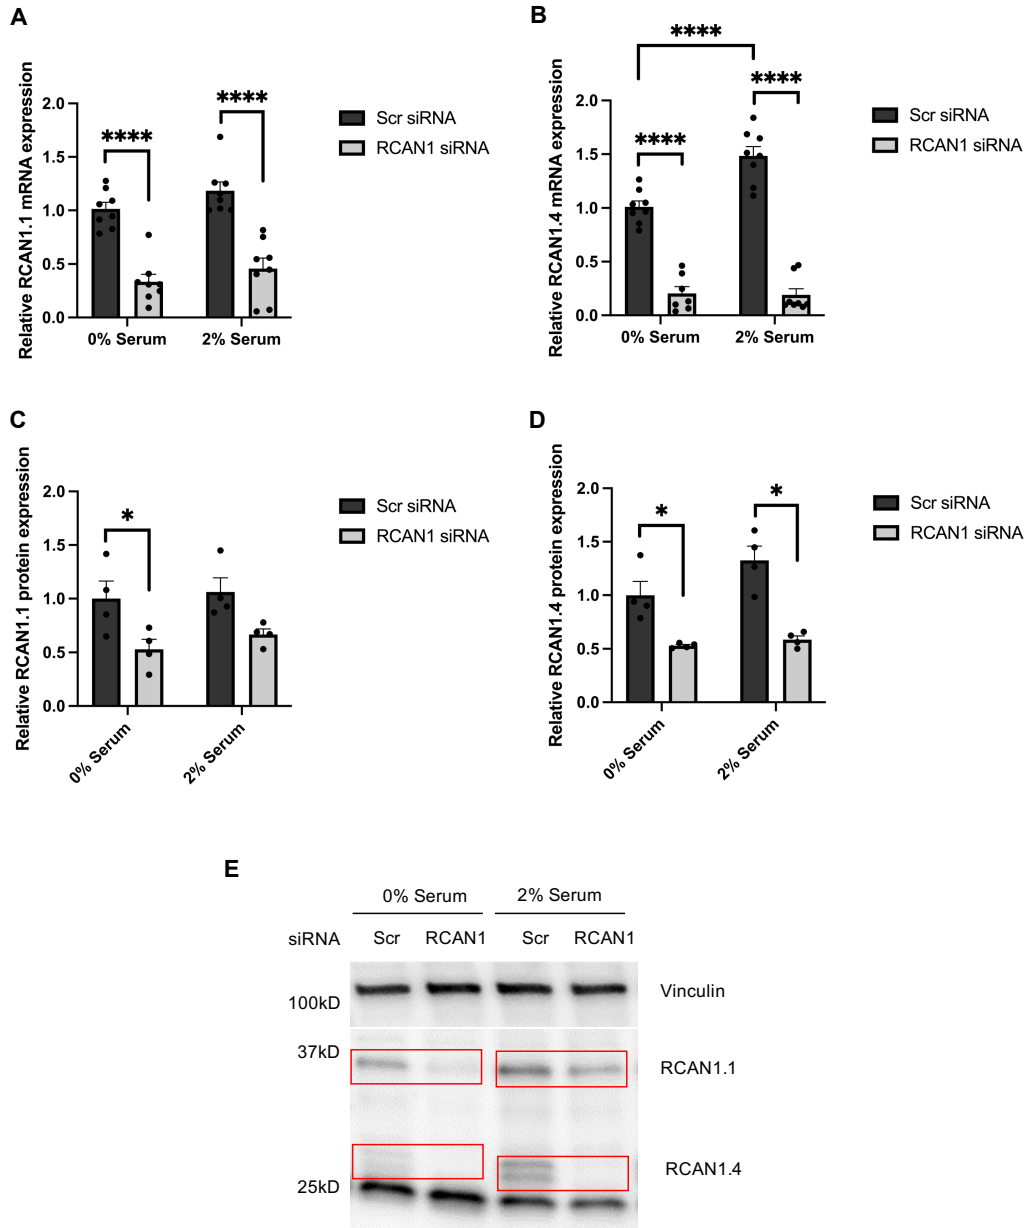 A
Relative RCAN1.1 mRNA expression
2.0
1.5
1.0
0.5
0.0
****
****
0% Serum
2% Serum
Scr siRNA
RCAN1 siRNA
B
Relative RCAN1.4 mRNA expression
2.0
1.5
1.0
0.5
0.0
****
****
****
0% Serum
2% Serum
Scr siRNA
RCAN1 siRNA
C
Relative RCAN1.1 protein expression
2.0
1.5
1.0
0.5
0.0
*
0% Serum
2% Serum
Scr siRNA
RCAN1 siRNA
D
Relative RCAN1.4 protein expression
2.0
1.5
1.0
0.5
0.0
*
*
0% Serum
2% Serum
Scr siRNA
RCAN1 siRNA
E
0% Serum 2% Serum
siRNA Scr RCAN1 Scr RCAN1
Vinculin
100kD
37kD
RCAN1.1
RCAN1.4
25kD